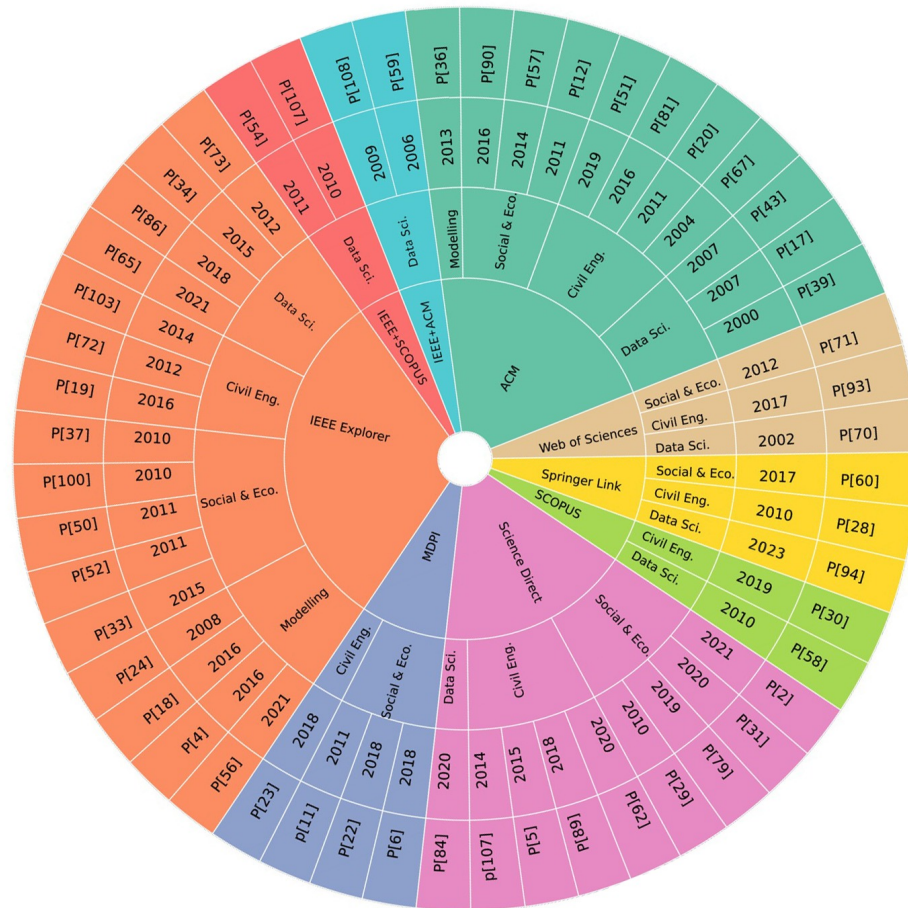 ACM
Modelling
2013
P[36]
Social & Eco.
2016
P[90]
2014
P[57]
Civil Eng.
2011
P[12]
2019
P[51]
2016
P[81]
2011
P[20]
Data Sci.
2004
P[67]
2007
P[43]
2007
P[17]
2000
P[39]
Web of Sciences
Social & Eco.
2012
P[71]
Civil Eng.
2017
P[93]
Data Sci.
2002
P[70]
Springer Link
Social & Eco.
2017
P[60]
Civil Eng.
2010
P[28]
Data Sci.
2023
P[94]
SCOPUS
Civil Eng.
2019
P[30]
Data Sci.
2010
P[58]
Science Direct
Social & Eco.
2021
P[2]
2020
P[31]
2019
P[79]
2010
P[29]
2020
P[62]
Civil Eng.
2018
P[89]
2015
P[5]
2014
p[107]
Data Sci.
2020
P[84]
MDPI
Social & Eco.
2018
P[6]
2018
P[22]
2011
p[11]
Civil Eng.
2018
P[23]
IEEE Explorer
Modelling
2021
P[56]
2016
P[4]
2016
P[18]
2008
P[24]
Social & Eco.
2015
P[33]
2011
P[52]
2011
P[50]
2010
P[100]
2010
P[37]
Civil Eng.
2016
P[19]
2012
P[72]
2014
P[103]
Data Sci.
2021
P[65]
2018
P[86]
2015
P[34]
2012
P[73]
IEEE+SCOPUS
Data Sci.
2011
P[54]
2010
P[107]
IEEE+ACM
Data Sci.
2009
P[108]
2006
P[59]